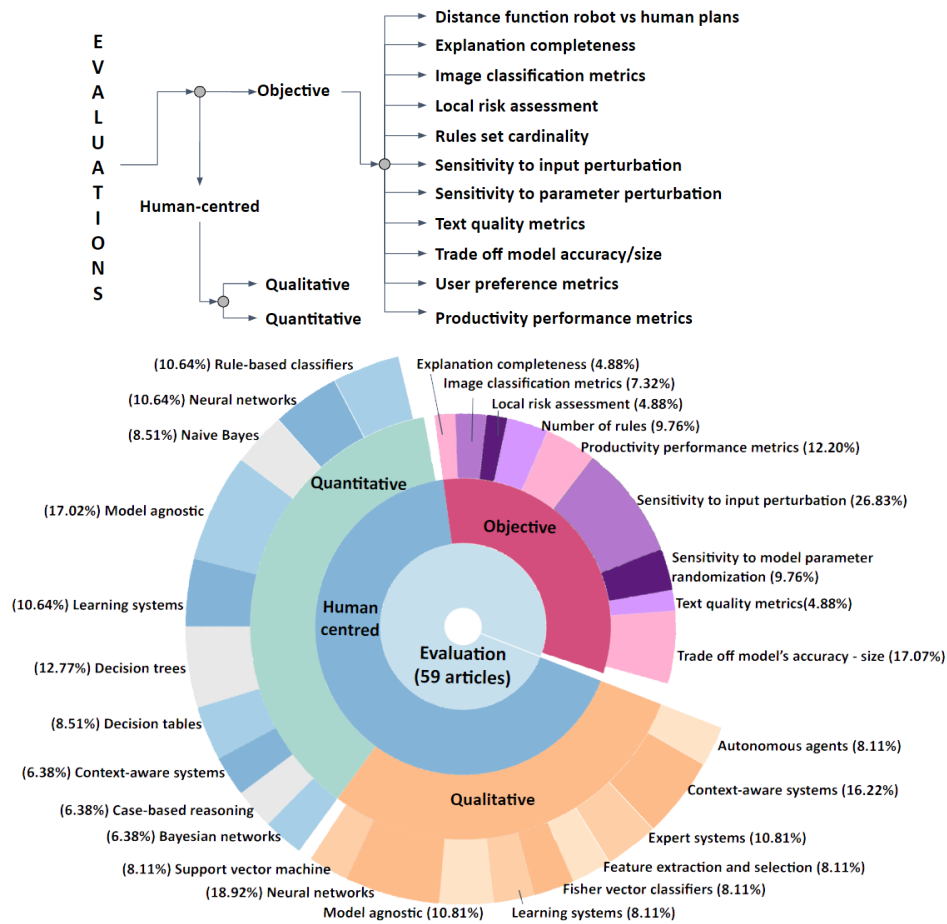 EVALUATIONS
Objective
Human-centred
Qualitative
Quantitative
Distance function robot vs human plans
Explanation completeness
Image classification metrics
Local risk assessment
Rules set cardinality
Sensitivity to input perturbation
Sensitivity to parameter perturbation
Text quality metrics
Trade off model accuracy/size
User preference metrics
Productivity performance metrics
(10.64%) Rule-based classifiers
(10.64%) Neural networks
(8.51%) Naive Bayes
(17.02%) Model agnostic
(10.64%) Learning systems
(12.77%) Decision trees
(8.51%) Decision tables
(6.38%) Context-aware systems
(6.38%) Case-based reasoning
(6.38%) Bayesian networks
Quantitative
Human
centred
Evaluation
(59 articles)
Objective
Qualitative
Explanation completeness (4.88%)
Image classification metrics (7.32%)
Local risk assessment (4.88%)
Number of rules (9.76%)
Productivity performance metrics (12.20%)
Sensitivity to input perturbation (26.83%)
Sensitivity to model parameter
randomization (9.76%)
Text quality metrics(4.88%)
Trade off model's accuracy - size (17.07%)
Autonomous agents (8.11%)
Context-aware systems (16.22%)
Expert systems (10.81%)
Feature extraction and selection (8.11%)
Fisher vector classifiers (8.11%)
Learning systems (8.11%)
Model agnostic (10.81%)
(18.92%) Neural networks
(8.11%) Support vector machine